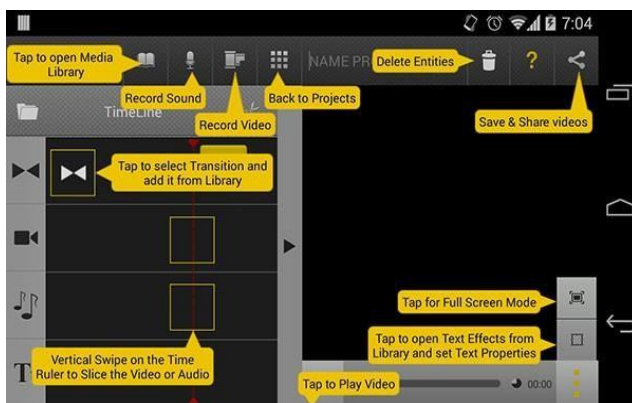 7:04
Tap to open Media
Library
NAME PR
Delete Entities
?
Record Sound
Back to Projects
TimeLine
Record Video
Save & Share videos
Tap to select Transition and
add it from Library
Tap for Full Screen Mode
Tap to open Text Effects from
Library and set Text Properties
Vertical Swipe on the Time
Ruler to Slice the Video or Audio
T
Tap to Play Video
00:00